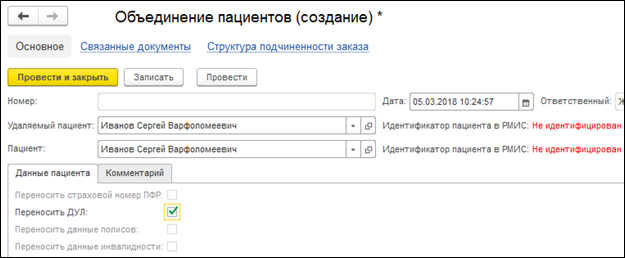 Объединение пациентов (создание) *
Основное Связанные документы Структура подчиненности заказа
Провести и закрыть Записать Провести
Номер: Дата: 05.03.2018 10:24:57 Ответственный: Ж
Удаляемый пациент: Иванов Сергей Варфоломеевич Идентификатор пациента в РМИС: Не идентифицирован
Пациент: Иванов Сергей Варфоломеевич Идентификатор пациента в РМИС: Не идентифицирован
Данные пациента Комментарий
Переносить страховой номер ПФР:
Переносить ДУЛ:
Переносить данные полисов:
Переносить данные инвалидности: